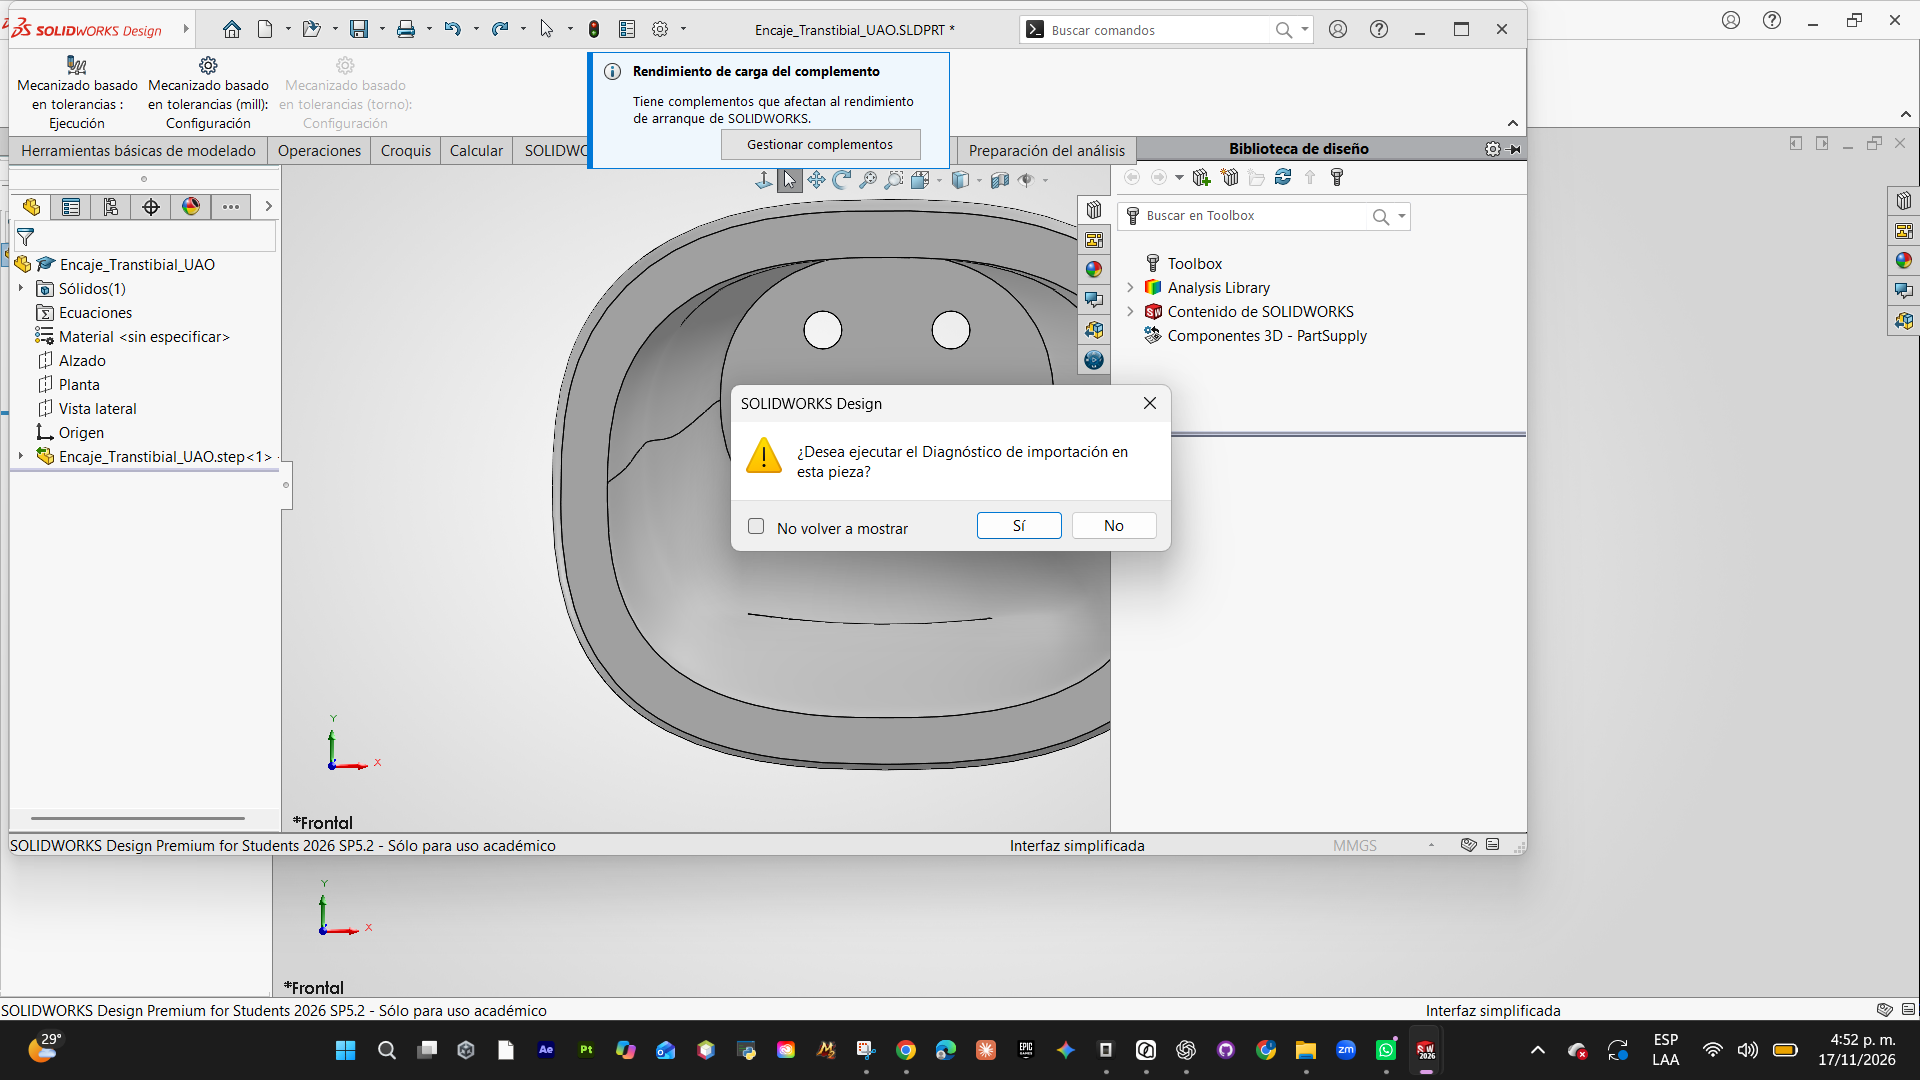 SOLIDWORKS Design
Encaje_Transtibial_UAO.SLDPRT *
Buscar comandos
Mecanizado basado en tolerancias : Ejecución
Mecanizado basado en tolerancias (mill): Configuración
Mecanizado basado en tolerancias (torno): Configuración
Rendimiento de carga del complemento
Tiene complementos que afectan al rendimiento
de arranque de SOLIDWORKS.
Gestionar complementos
Herramientas básicas de modelado
Operaciones
Croquis
Calcular
SOLIDWO
Preparación del análisis
Biblioteca de diseño
Buscar en Toolbox
Toolbox
Analysis Library
Contenido de SOLIDWORKS
Componentes 3D - PartSupply
Encaje_Transtibial_UAO
Sólidos(1)
Ecuaciones
Material <sin especificar>
Alzado
Planta
Vista lateral
Origen
Encaje_Transtibial_UAO.step<1>
SOLIDWORKS Design
¿Desea ejecutar el Diagnóstico de importación en
esta pieza?
No volver a mostrar
Sí
No
Y
X
*Frontal
SOLIDWORKS Design Premium for Students 2026 SP5.2 - Sólo para uso académico
Interfaz simplificada
MMGS
Y
X
*Frontal
SOLIDWORKS Design Premium for Students 2026 SP5.2 - Sólo para uso académico
Interfaz simplificada
29°
Ae
Pt
EPIC
zm
SW
2026
ESP
LAA
4:52 p. m.
17/11/2026